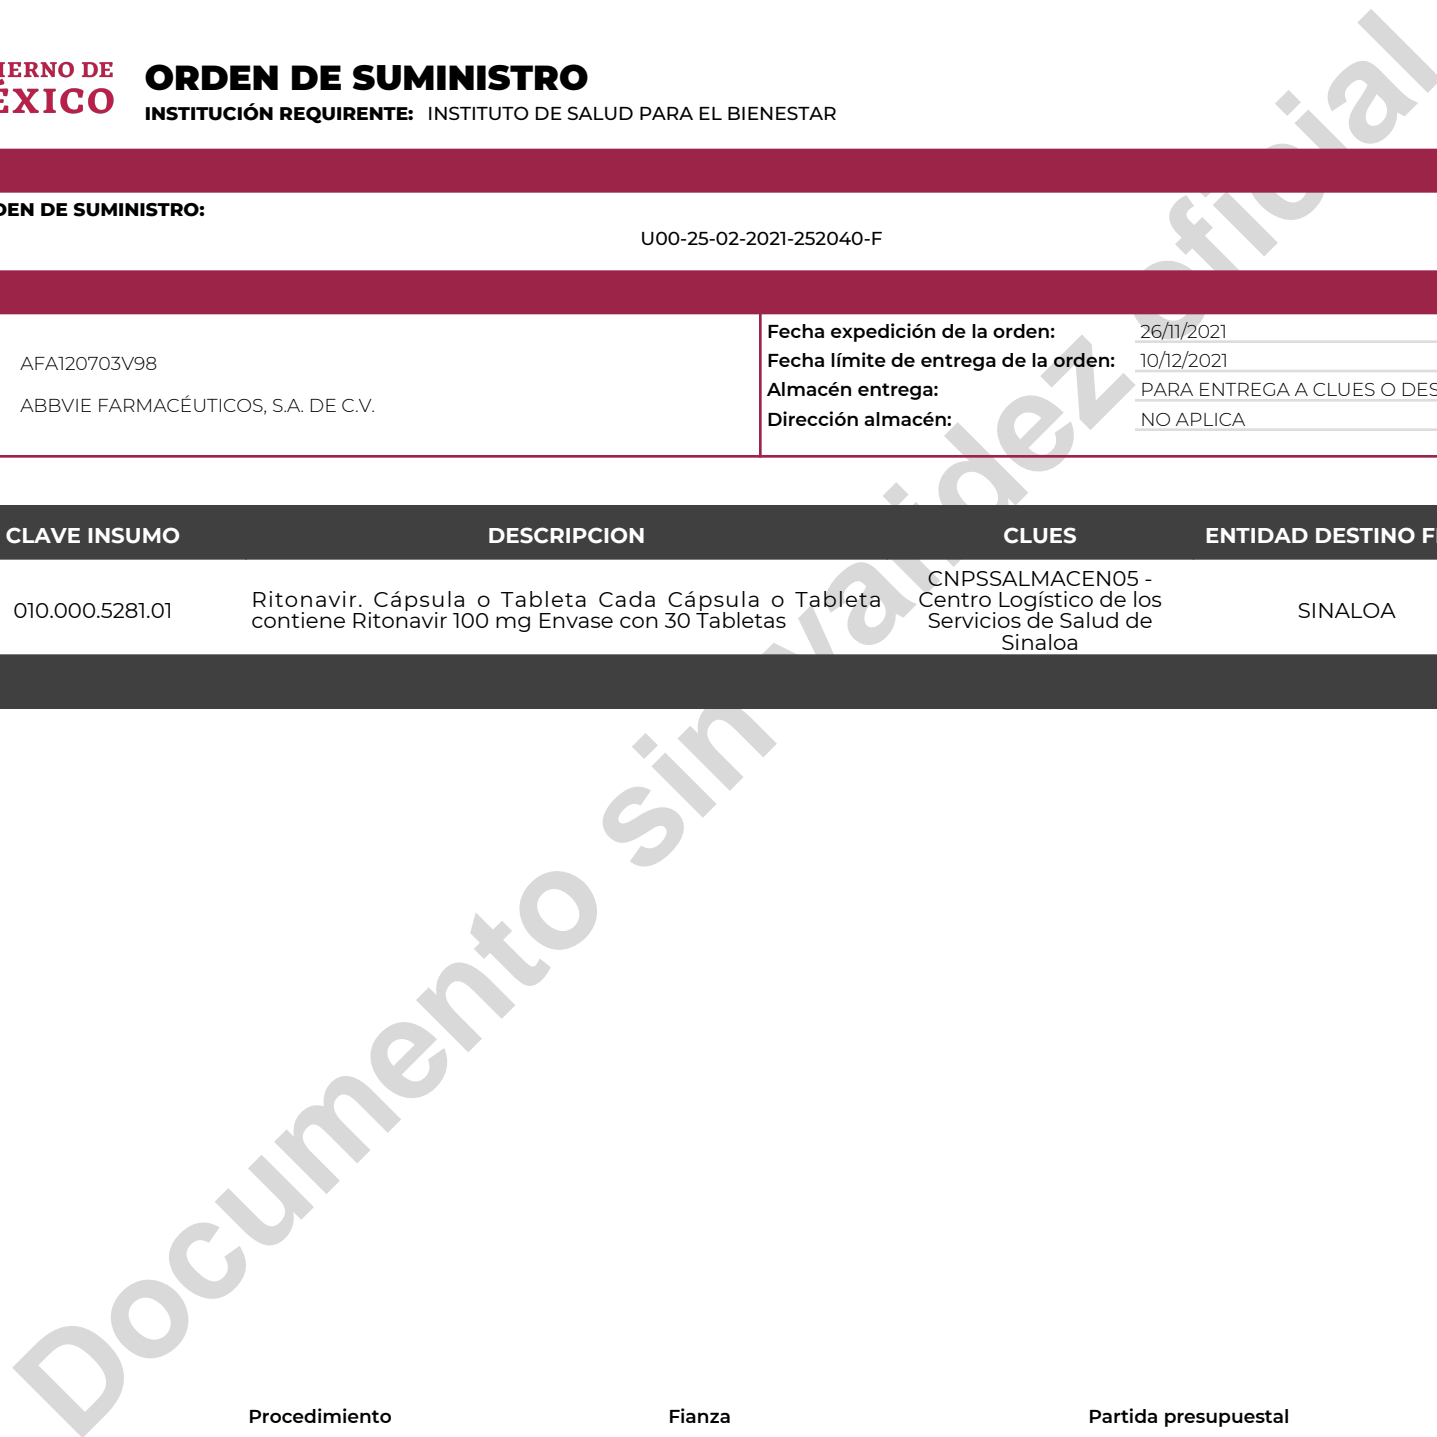 IERNO DE
ÉXICO
ORDEN DE SUMINISTRO
INSTITUCIÓN REQUIRENTE: INSTITUTO DE SALUD PARA EL BIENESTAR
DEN DE SUMINISTRO:
U00-25-02-2021-252040-F
AFA120703V98
ABBVIE FARMACÉUTICOS, S.A. DE C.V.
Fecha expedición de la orden: 26/11/2021
Fecha límite de entrega de la orden: 10/12/2021
Almacén entrega: PARA ENTREGA A CLUES O DES
Dirección almacén: NO APLICA
CLAVE INSUMO DESCRIPCION CLUES ENTIDAD DESTINO F
010.000.5281.01
Ritonavir. Cápsula o Tableta Cada Cápsula o Tableta
contiene Ritonavir 100 mg Envase con 30 Tabletas
CNPSSALMACEN05 -
Centro Logístico de los
Servicios de Salud de
Sinaloa
SINALOA
Documento sin validez oficial
Procedimiento Fianza Partida presupuestal